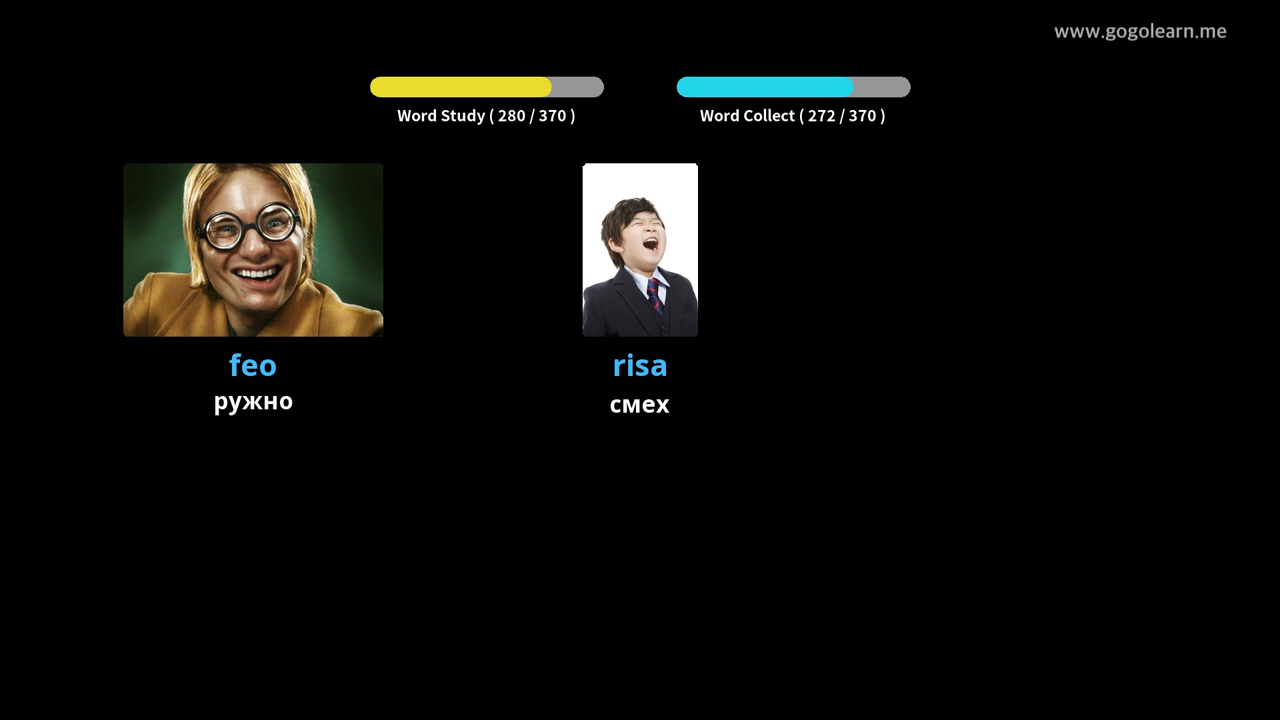 www.gogolearn.me
Word Study ( 280 / 370 )
Word Collect ( 272 / 370 )
feo
ружно
risa
смех